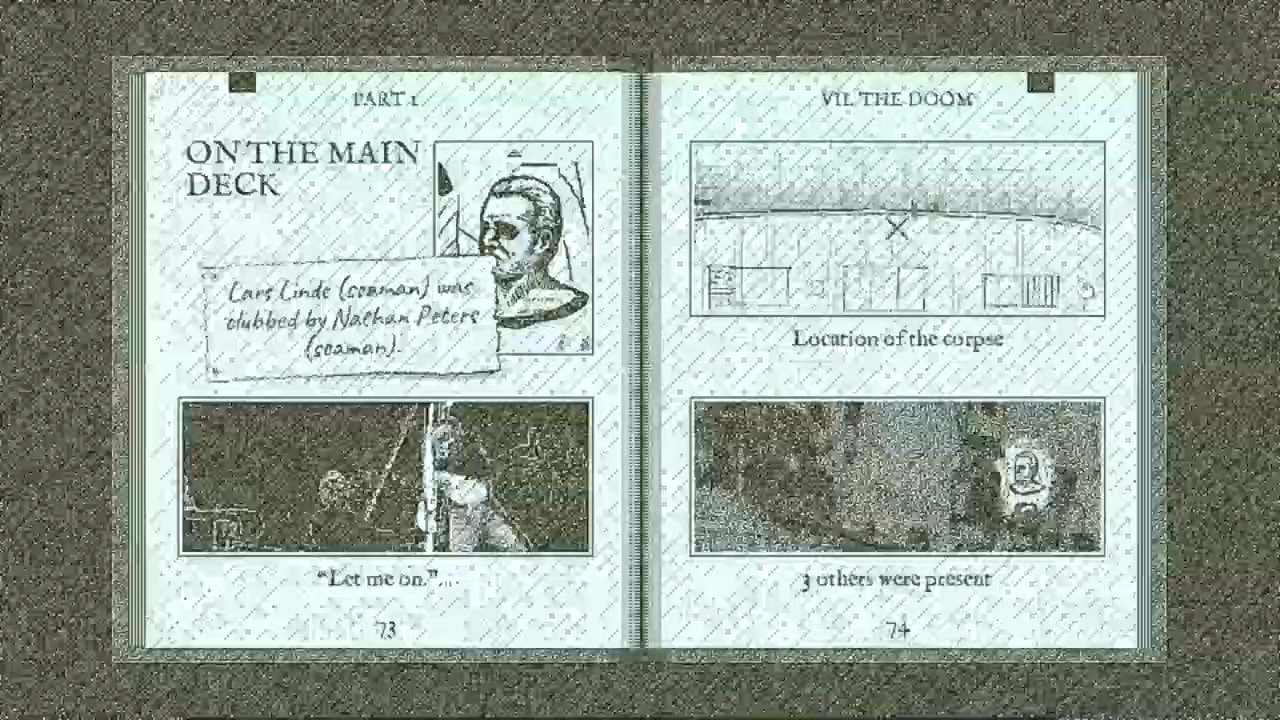 PART 1
ON THE MAIN
DECK
Lars Linde (seaman) was
clubbed by Nathan Peters
(seaman).
"Let me on."...
73
VII. THE DOOM
Location of the corpse
3 others were present
74